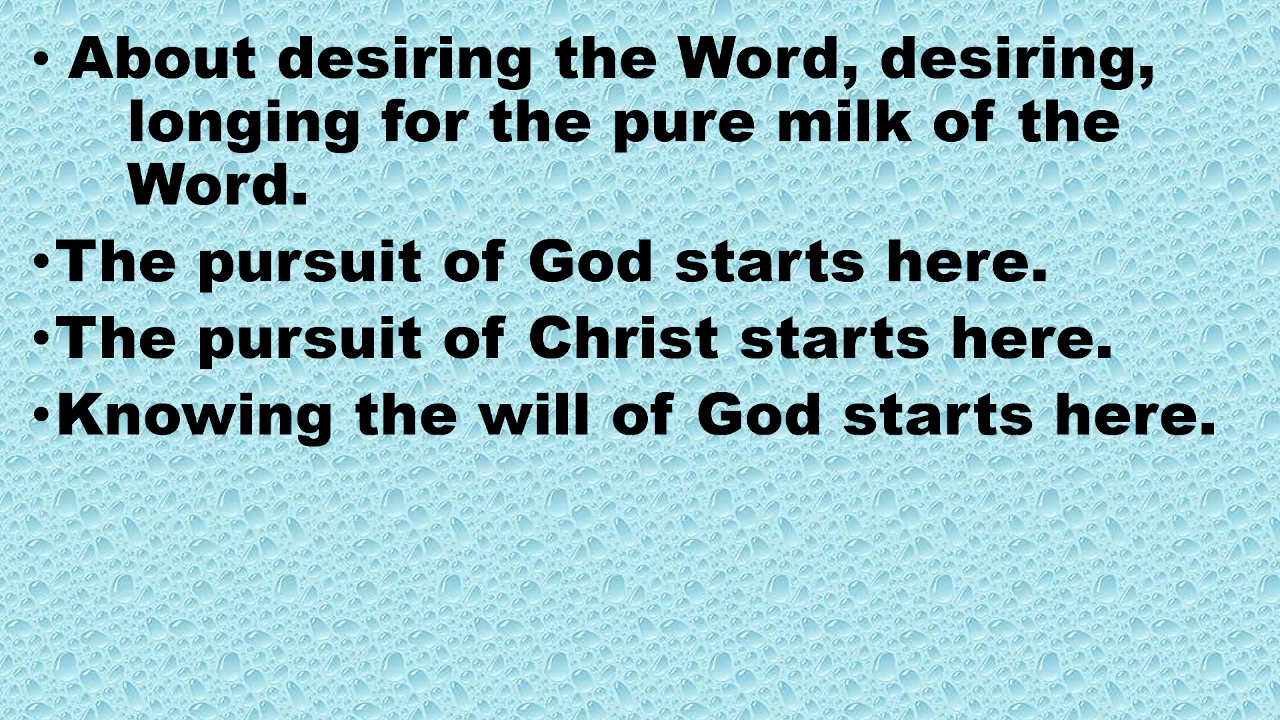 • About desiring the Word, desiring,
longing for the pure milk of the
Word.
•The pursuit of God starts here.
•The pursuit of Christ starts here.
•Knowing the will of God starts here.